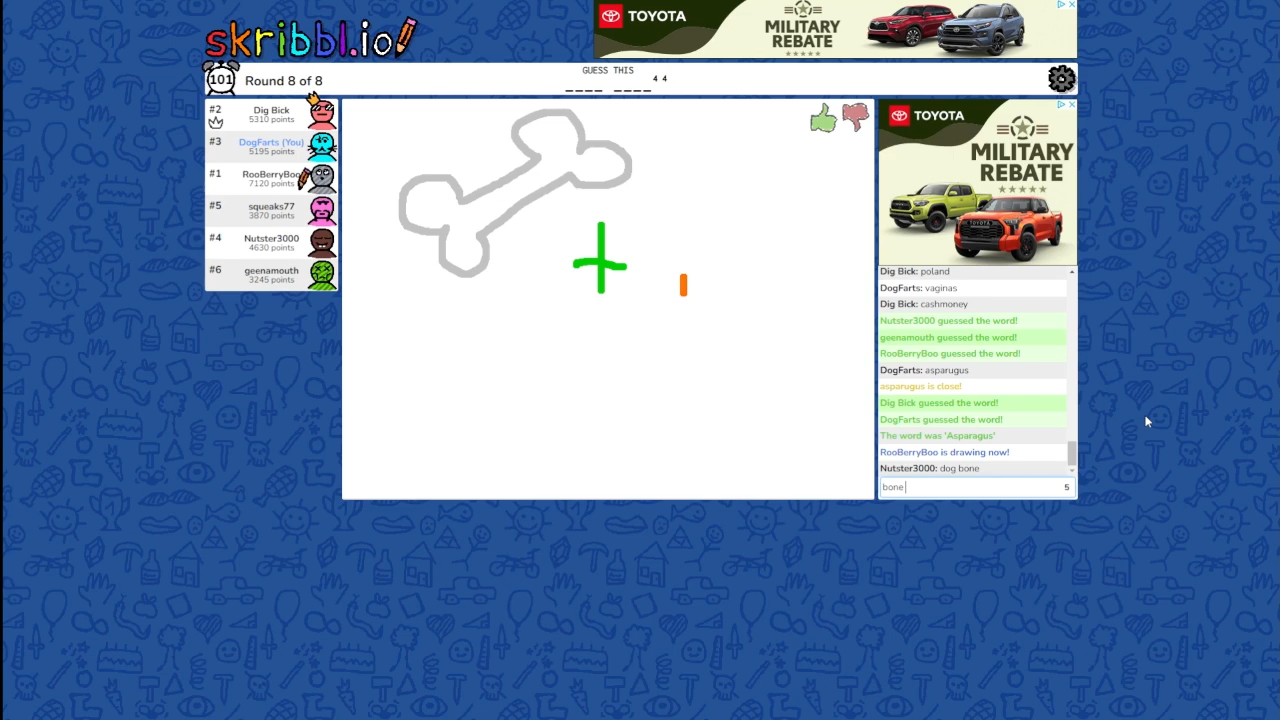 skribbl.io
TOYOTA
MILITARY
REBATE
101
Round 8 of 8
GUESS THIS
____ ____ 4 4
#2
Dig Bick
5310 points
#3
DogFarts (You)
5195 points
#1
RooBerryBoo
7120 points
#5
squeaks77
3870 points
#4
Nutster3000
4630 points
#6
geenamouth
3245 points
TOYOTA
MILITARY
REBATE
Dig Bick: poland
DogFarts: vaginas
Dig Bick: cashmoney
Nutster3000 guessed the word!
geenamouth guessed the word!
RooBerryBoo guessed the word!
DogFarts: asparugus
asparugus is close!
Dig Bick guessed the word!
DogFarts guessed the word!
The word was 'Asparagus'
RooBerryBoo is drawing now!
Nutster3000: dog bone
bone 5